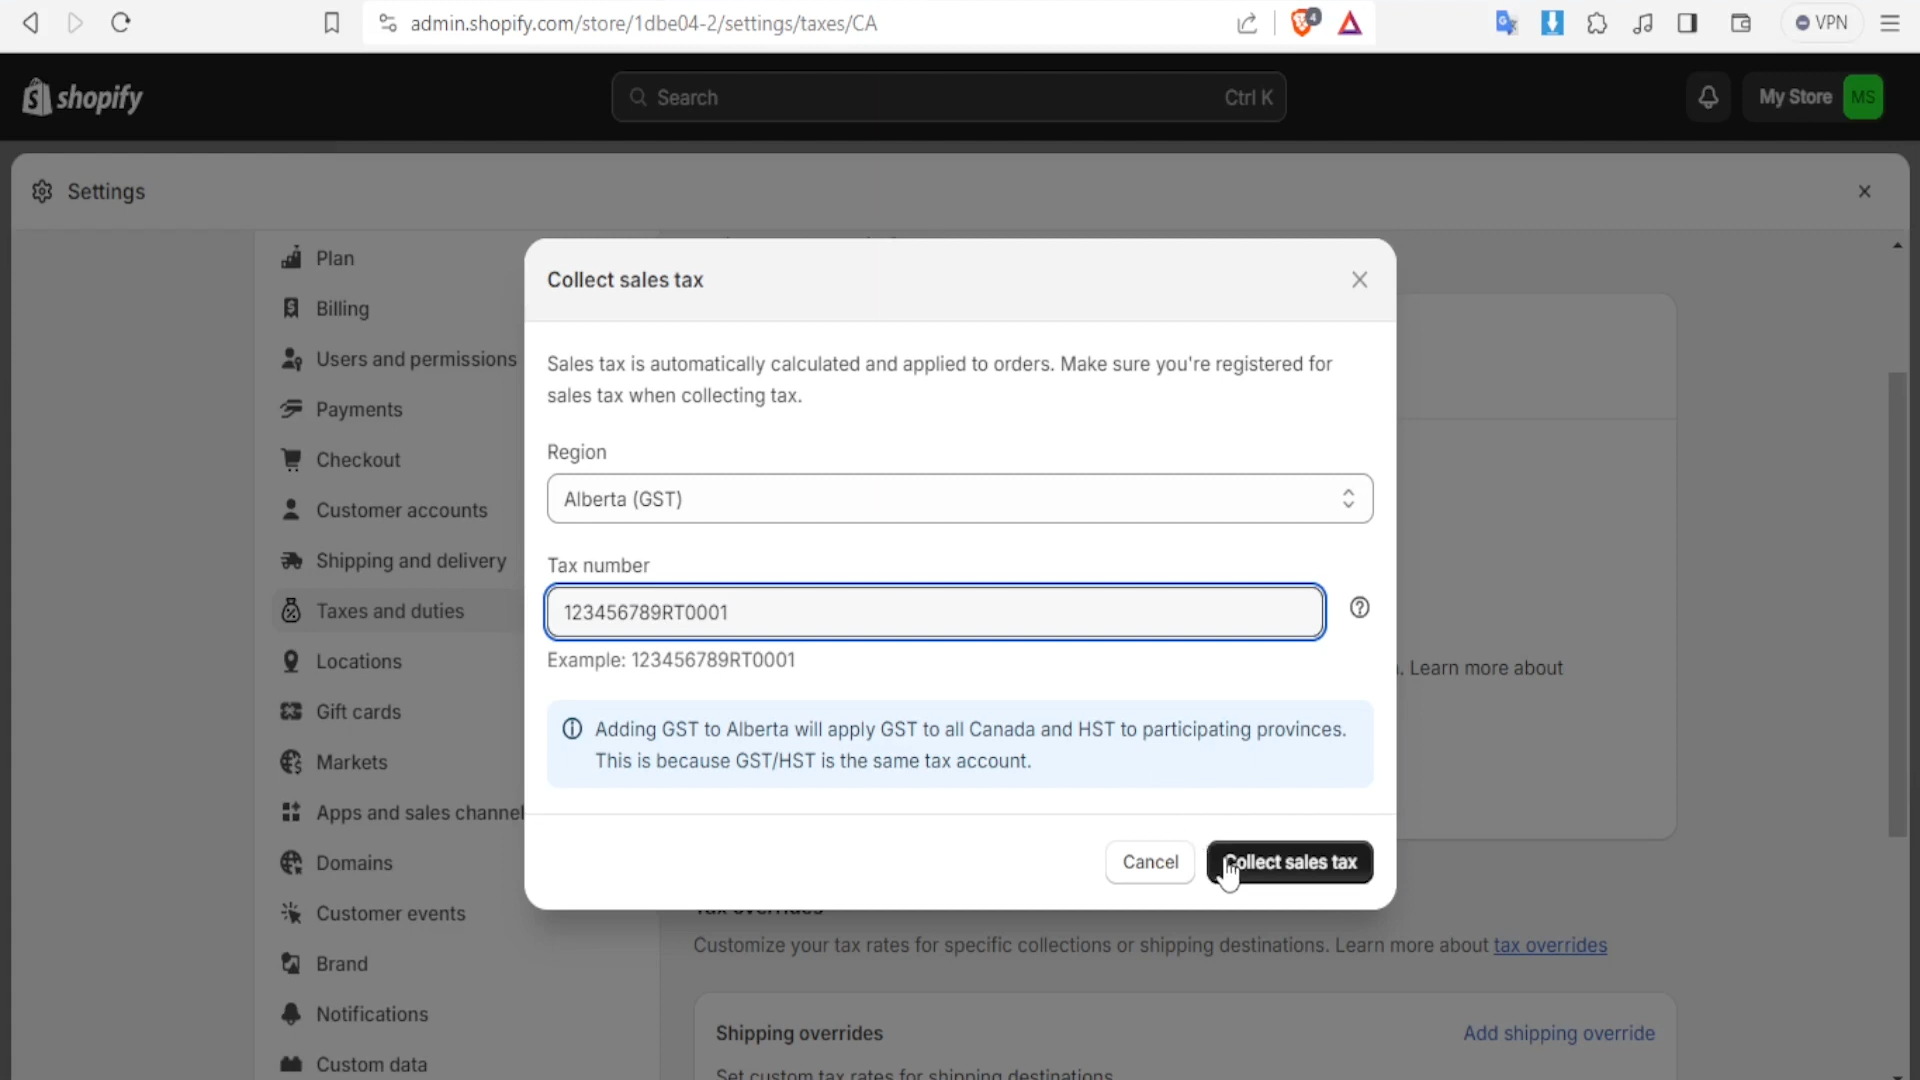 admin.shopify.com/store/1dbe04-2/settings/taxes/CA
4
VPN
shopify
Search
Ctrl K
My Store
MS
Settings
Plan
Billing
Users and permissions
Payments
Checkout
Customer accounts
Shipping and delivery
Taxes and duties
Locations
Gift cards
Markets
Apps and sales channel
Domains
Customer events
Brand
Notifications
Custom data
Collect sales tax
Sales tax is automatically calculated and applied to orders. Make sure you're registered for
sales tax when collecting tax.
Region
Alberta (GST)
Tax number
123456789RT0001
Example: 123456789RT0001
Adding GST to Alberta will apply GST to all Canada and HST to participating provinces.
This is because GST/HST is the same tax account.
Cancel
Collect sales tax
. Learn more about
Tax overrides
Customize your tax rates for specific collections or shipping destinations. Learn more about tax overrides
Shipping overrides
Add shipping override
Set custom tax rates for shipping destinations